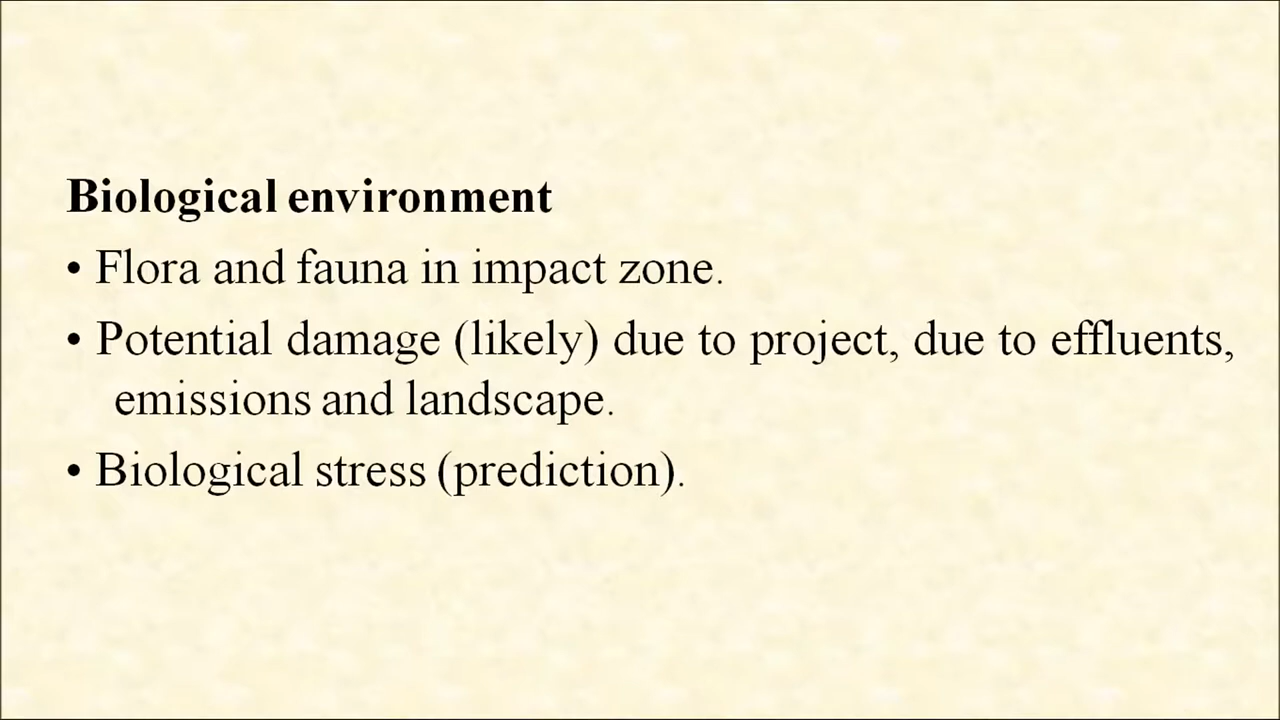 Biological environment
• Flora and fauna in impact zone.
• Potential damage (likely) due to project, due to effluents,
emissions and landscape.
• Biological stress (prediction).